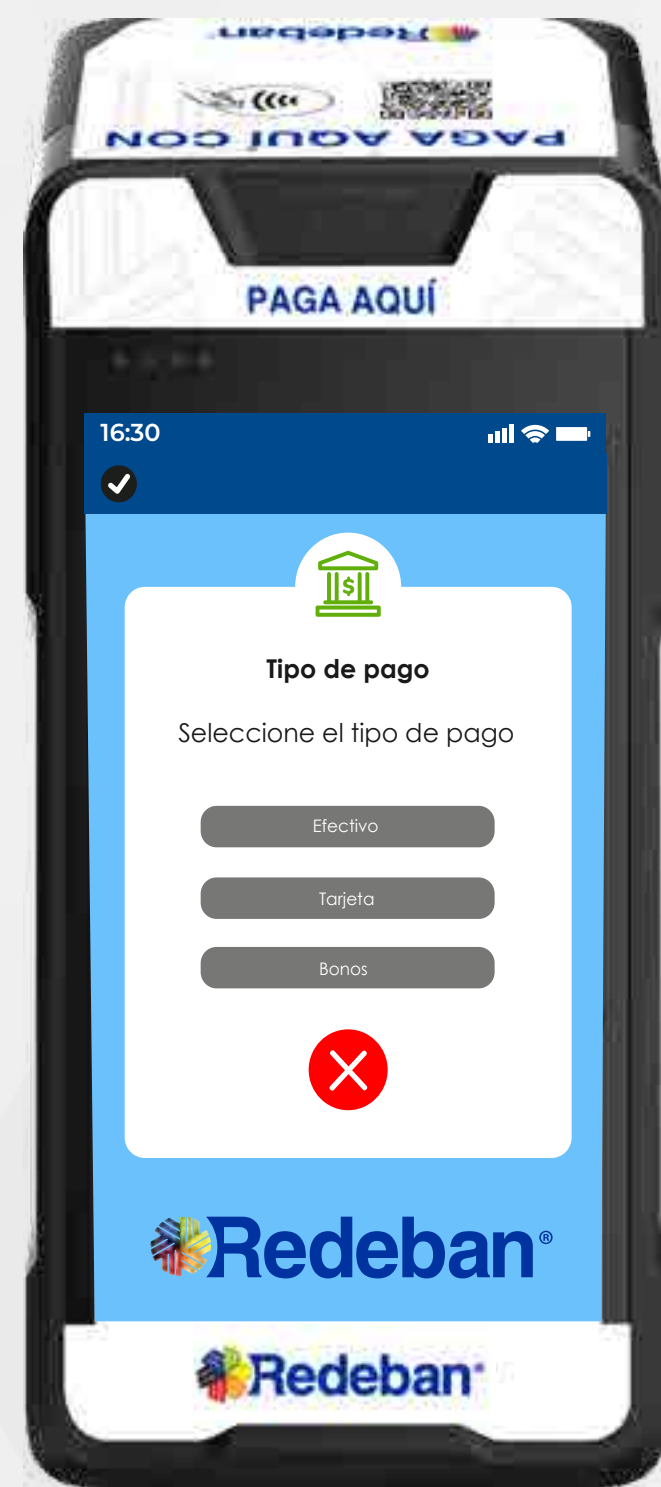 Redeban
PAGA AQUÍ CON
PAGA AQUÍ
16:30
$
Tipo de pago
Seleccione el tipo de pago
Efectivo
Tarjeta
Bonos
Redeban®
Redeban